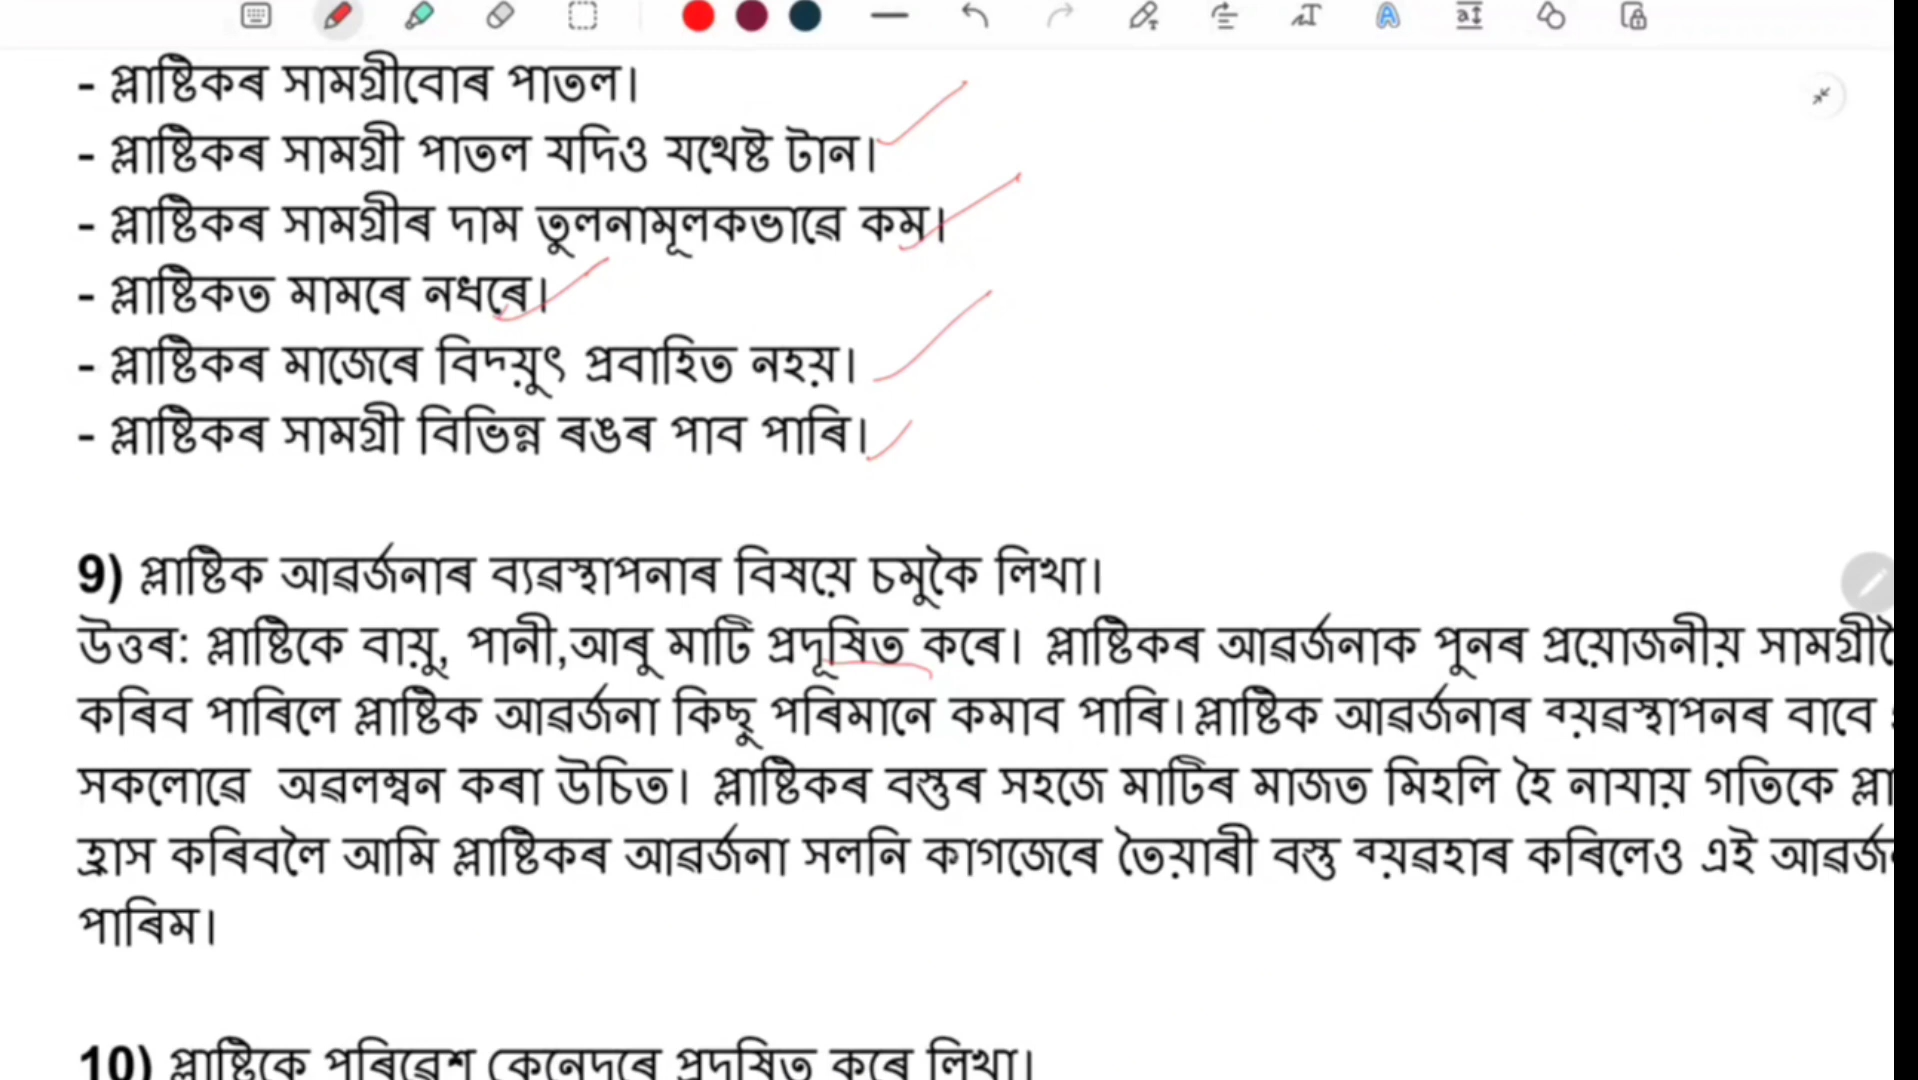 - প্লাষ্টিকৰ সামগ্ৰীবোৰ পাতল।
- প্লাষ্টিকৰ সামগ্ৰী পাতল যদিও যথেষ্ট টান।
- প্লাষ্টিকৰ সামগ্ৰীৰ দাম তুলনামূলকভাৱে কম।
- প্লাষ্টিকত মামৰে নধৰে।
- প্লাষ্টিকৰ মাজেৰে বিদ্য়ুৎ প্ৰবাহিত নহয়।
- প্লাষ্টিকৰ সামগ্ৰী বিভিন্ন ৰঙৰ পাব পাৰি।
9) প্লাষ্টিক আৱৰ্জনাৰ ব্যৱস্থাপনাৰ বিষয়ে চমুকৈ লিখা।
উত্তৰ: প্লাষ্টিকে বায়ু, পানী,আৰু মাটি প্ৰদূষিত কৰে। প্লাষ্টিকৰ আৱৰ্জনাক পুনৰ প্ৰয়োজনীয় সামগ্ৰীলৈ
কৰিব পাৰিলে প্লাষ্টিক আৱৰ্জনা কিছু পৰিমানে কমাব পাৰি। প্লাষ্টিক আৱৰ্জনাৰ ব্য়ৱস্থাপনৰ বাবে
সকলোৱে অৱলম্বন কৰা উচিত। প্লাষ্টিকৰ বস্তুৰ সহজে মাটিৰ মাজত মিহলি হৈ নাযায় গতিকে প্লা
হ্ৰাস কৰিবলৈ আমি প্লাষ্টিকৰ আৱৰ্জনা সলনি কাগজেৰে তৈয়াৰী বস্তু ব্য়ৱহাৰ কৰিলেও এই
পাৰিম।
10) প্লাষ্টিকে পৰিৱেশ কেনেদৰে প্ৰদূষিত কৰে লিখা।